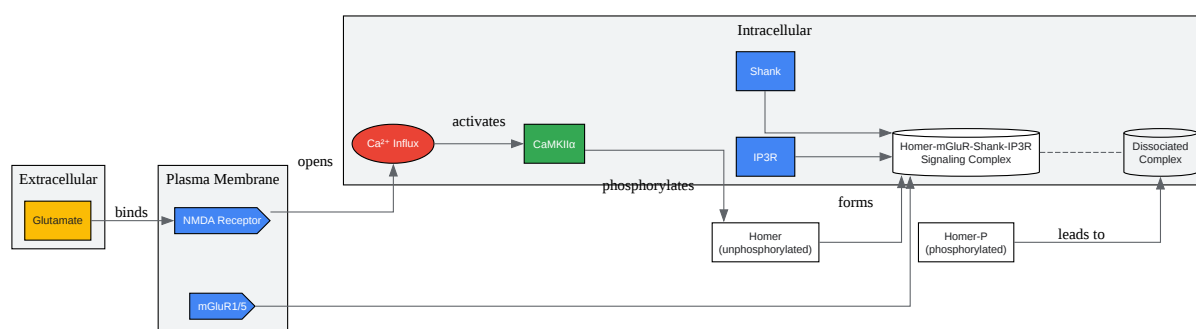 Intracellular
Shank
activates
Ca²⁺ Influx
CaMKIIα
Homer-mGluR-Shank-IP3R
Signaling Complex
Dissociated
Complex
IP3R
opens
Extracellular
Plasma Membrane
phosphorylates
forms
Glutamate
binds
NMDA Receptor
Homer
(unphosphorylated)
Homer-P
(phosphorylated)
leads to
mGluR1/5